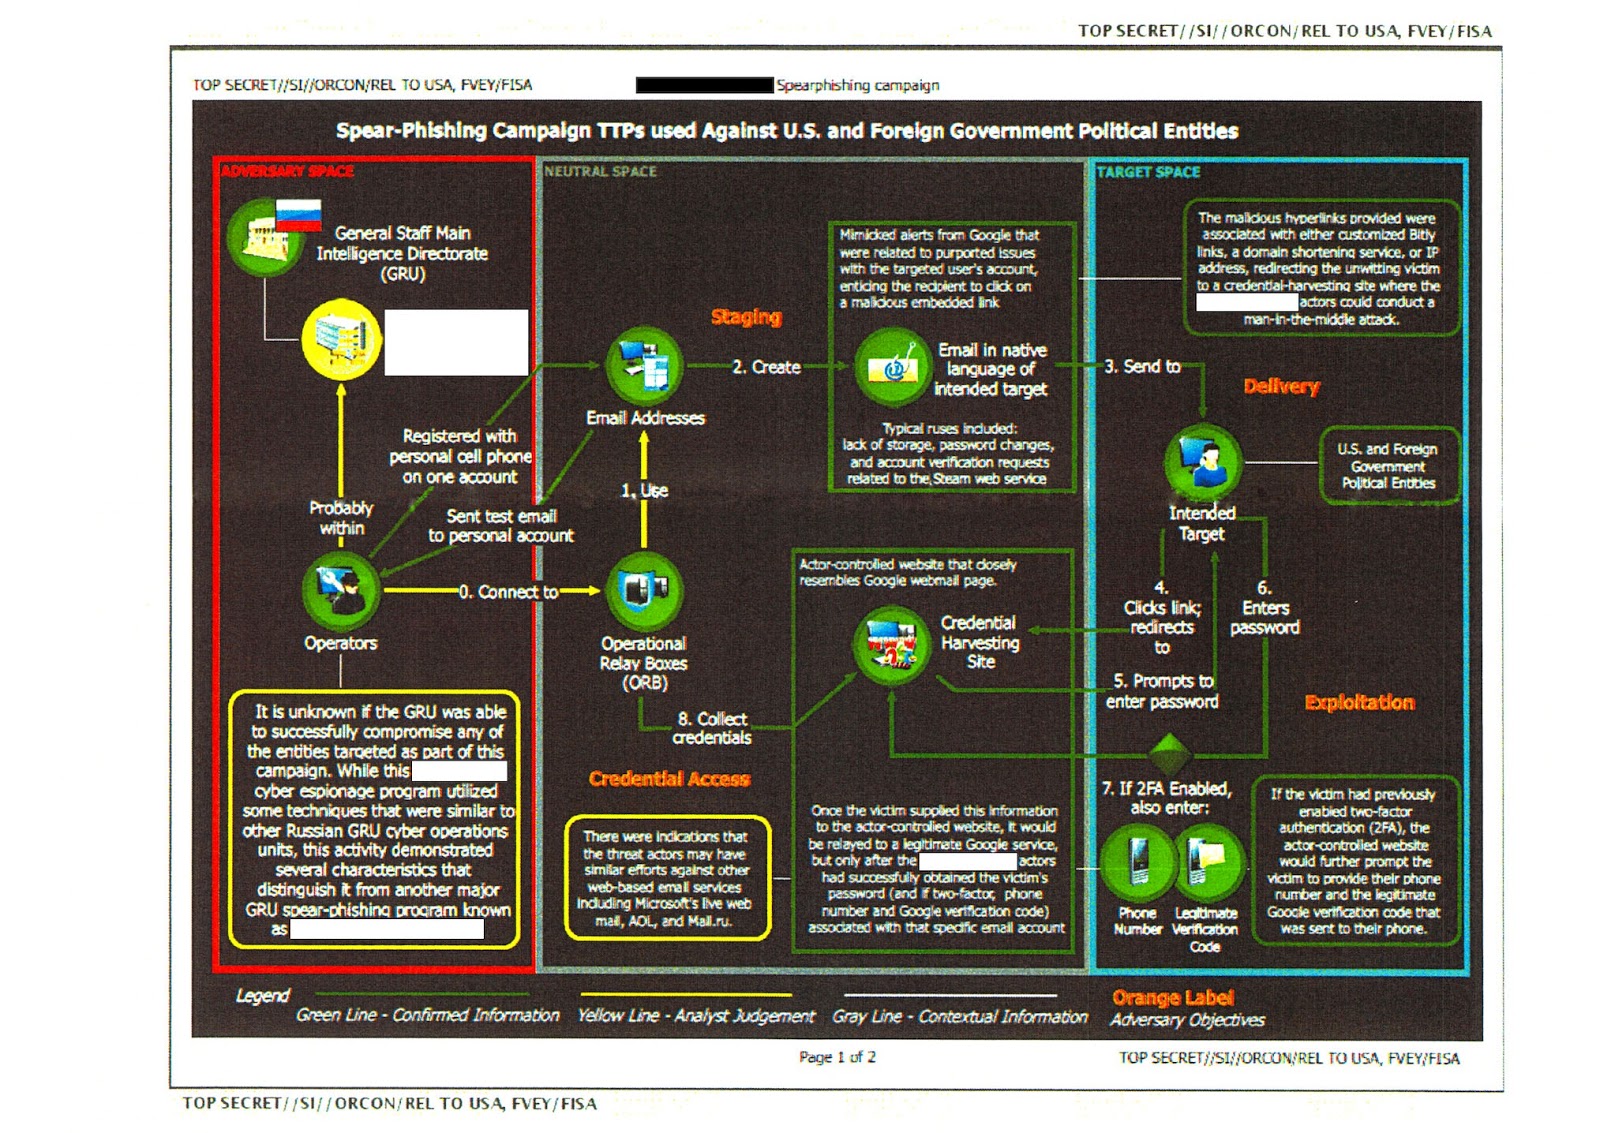 TOP SECRET//SI//ORCON/REL TO USA, FVEY/FISA
TOP SECRET//SI//ORCON/REL TO USA, FVEY/FISA
Spearphishing campaign
Spear-Phishing Campaign TTPs used Against U.S. and Foreign Government Political Entities
ADVERSARY SPACE
General Staff Main
Intelligence Directorate
(GRU)
Probably
within
Registered with
personal cell phone
on one account
Sent test email
to personal account
Operators
0. Connect to
It is unknown if the GRU was able
to successfully compromise any of
the entities targeted as part of this
campaign. While this
cyber espionage program utilized
some techniques that were similar to
other Russian GRU cyber operations
units, this activity demonstrated
several characteristics that
distinguish it from another major
GRU spear-phishing program known
as
NEUTRAL SPACE
Staging
Email Addresses
1. Use
Operational
Relay Boxes
(ORB)
2. Create
Mimicked alerts from Google that
were related to purported issues
with the targeted user's account,
enticing the recipient to click on
a malicious embedded link
Email in native
language of
intended target
Typical ruses included:
lack of storage, password changes,
and account verification requests
related to the Steam web service
8. Collect
credentials
Credential Access
There were indications that
the threat actors may have
similar efforts against other
web-based email services
including Microsoft's live web
mail, AOL, and Mail.ru.
Actor-controlled website that closely
resembles Google webmail page.
Credential
Harvesting
Site
Once the victim supplied this information
to the actor-controlled website, it would
be relayed to a legitimate Google service,
but only after the
actors
had successfully obtained the victim's
password (and if two-factor, phone
number and Google verification code)
associated with that specific email account
TARGET SPACE
The malicious hyperlinks provided were
associated with either customized Bitly
links, a domain shortening service, or IP
address, redirecting the unwitting victim
to a credential-harvesting site where the
actors could conduct a
man-in-the-middle attack.
3. Send to
Delivery
U.S. and Foreign
Government
Political Entities
Intended
Target
4.
Clicks link;
redirects
to
6.
Enters
password
5. Prompts to
enter password
Exploitation
7. If 2FA Enabled,
also enter:
Phone
Number
Legitimate
Verification
Code
If the victim had previously
enabled two-factor
authentication (2FA), the
actor-controlled website
would further prompt the
victim to provide their phone
number and the legitimate
Google verification code that
was sent to their phone.
Legend
Green Line - Confirmed Information
Yellow Line - Analyst Judgement
Gray Line - Contextual Information
Orange Label
Adversary Objectives
Page 1 of 2
TOP SECRET//SI//ORCON/REL TO USA, FVEY/FISA
TOP SECRET//SI//ORCON/REL TO USA, FVEY/FISA